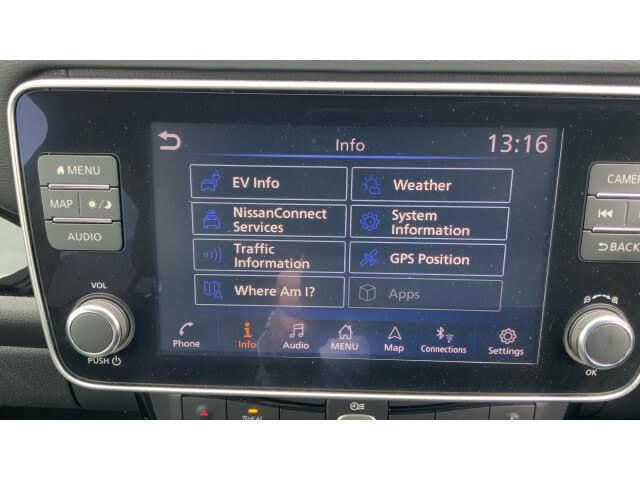 Info
13:16
MENU
MAP
AUDIO
VOL
PUSH
EV Info
Weather
NissanConnect
Services
System
Information
Traffic
Information
GPS Position
Where Am I?
Apps
Phone
Info
Audio
MENU
Map
Connections
Settings
BACK
OK